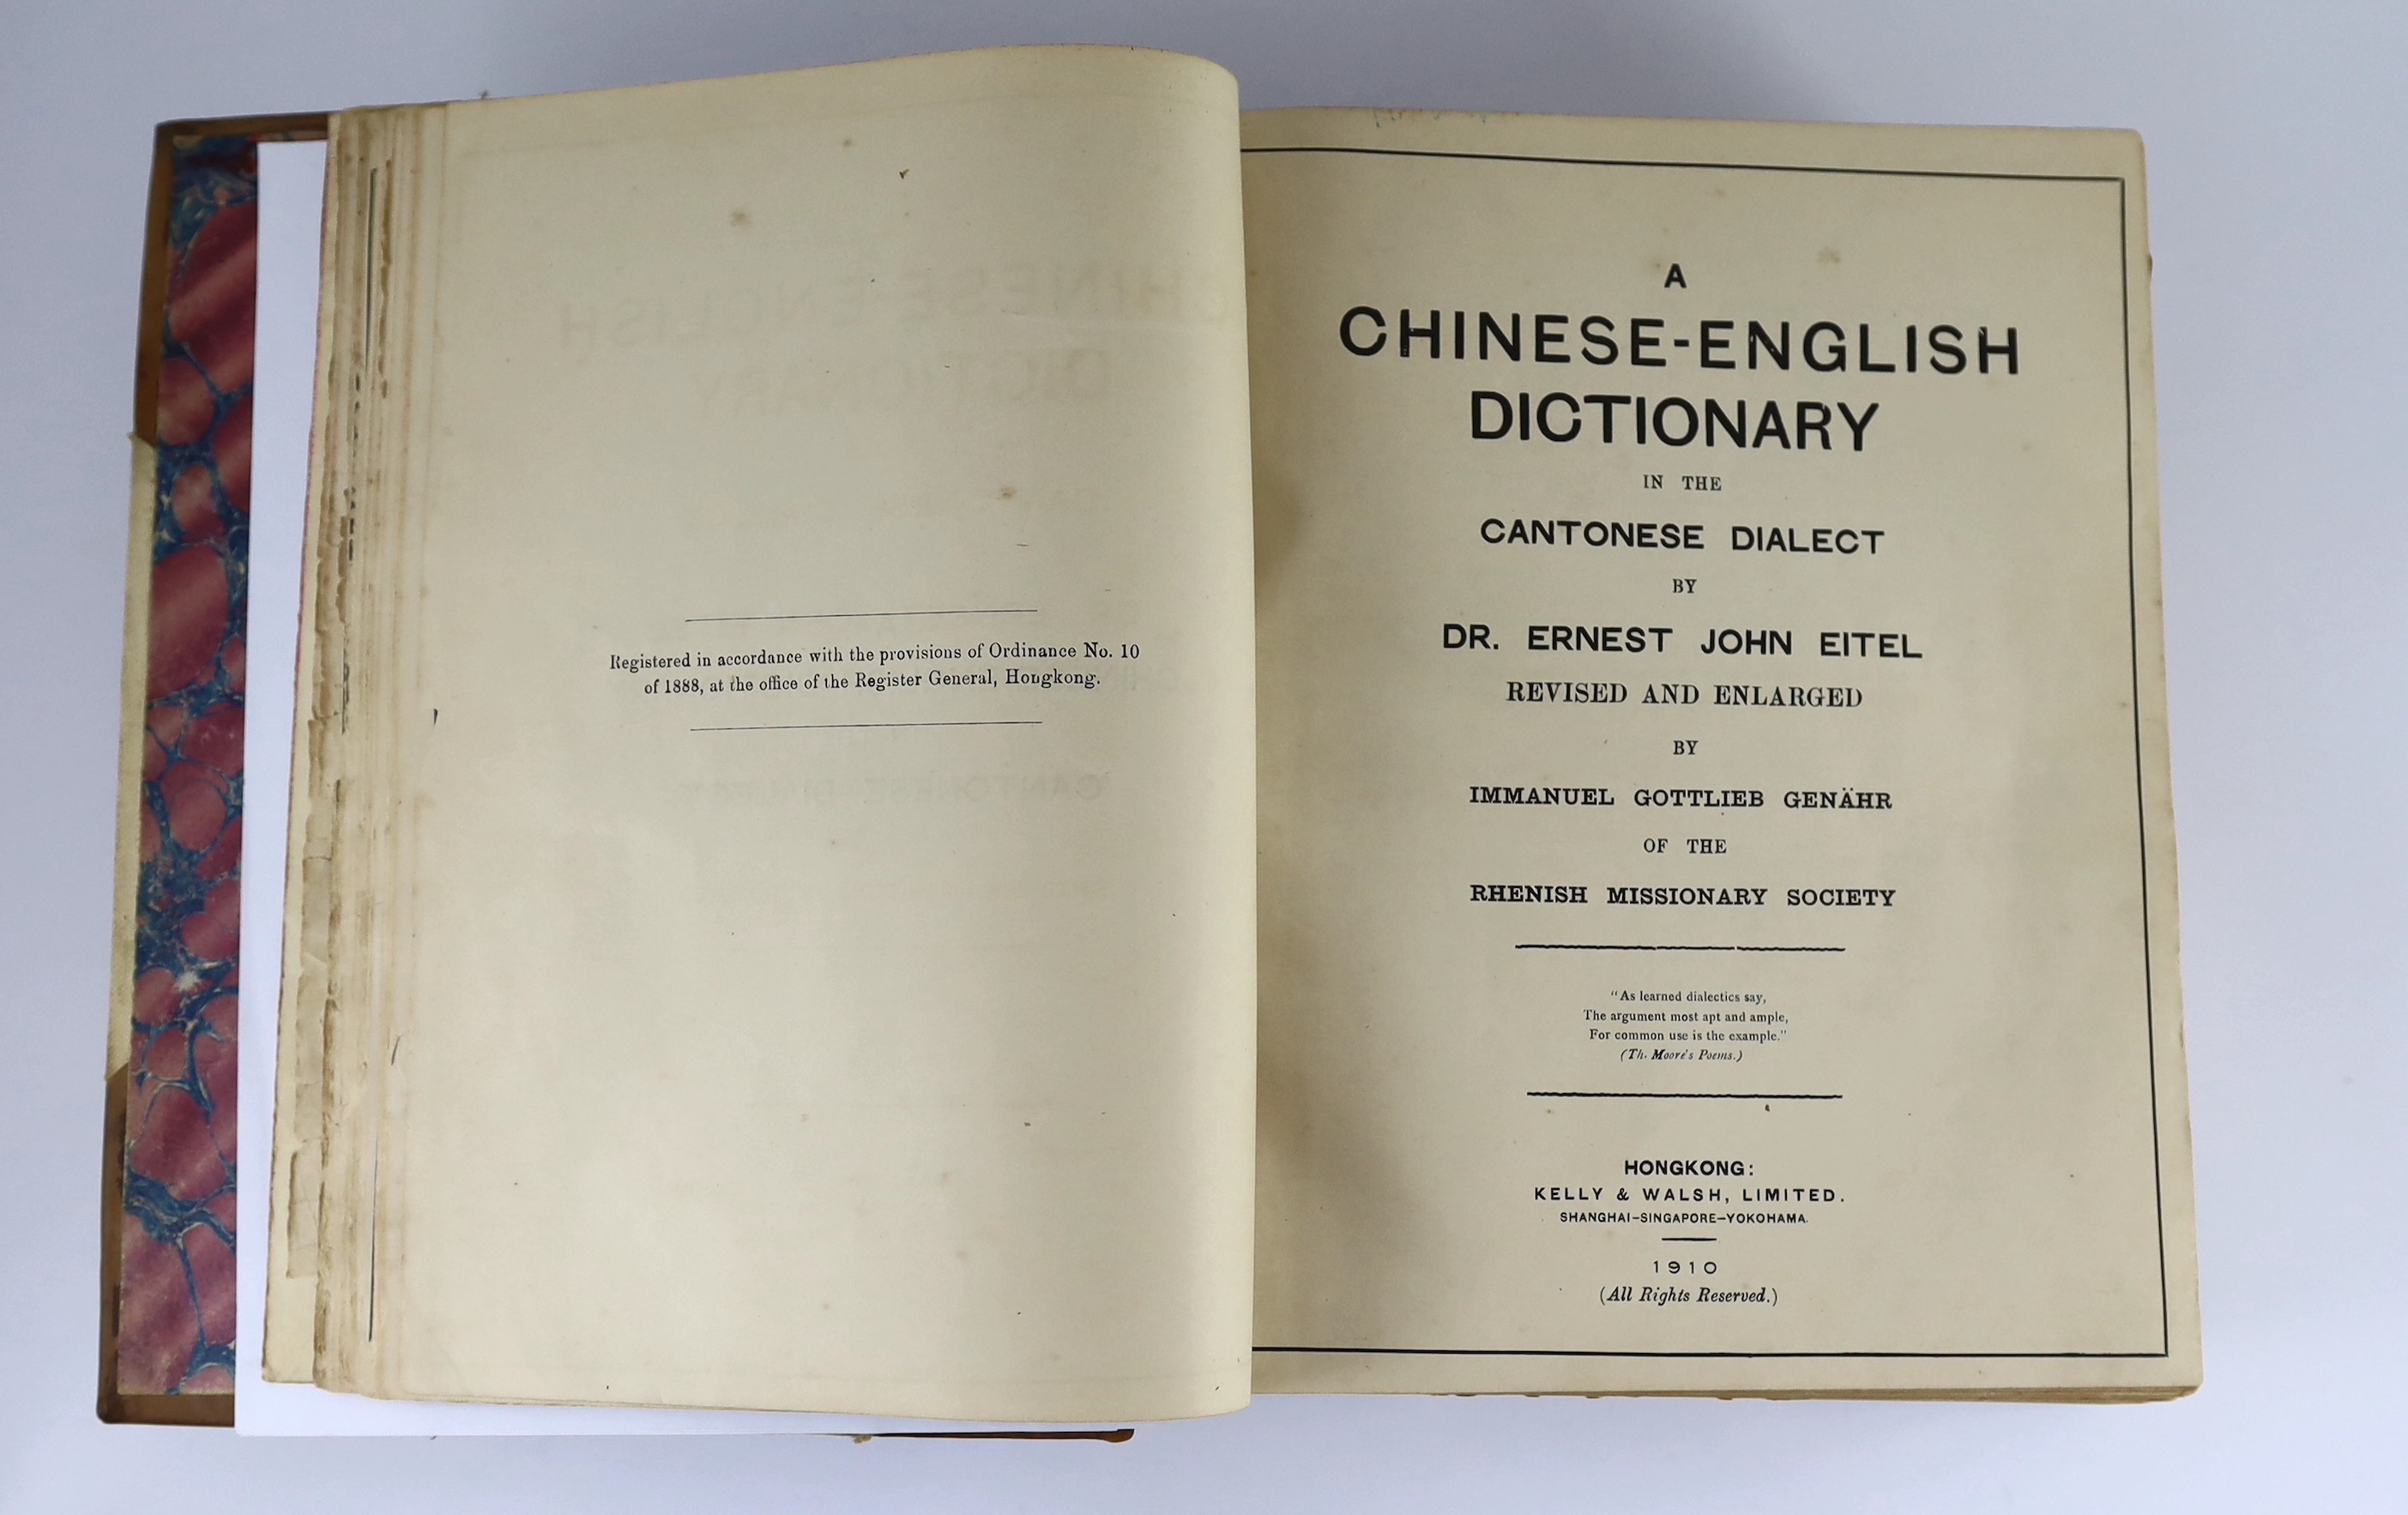 Registered in accordance with the provisions of Ordinance No. 10
of 1888, at the office of the Register General, Hongkong.
A
CHINESE-ENGLISH
DICTIONARY
IN THE
CANTONESE DIALECT
BY
DR. ERNEST JOHN EITEL
REVISED AND ENLARGED
BY
IMMANUEL GOTTLIEB GENÄHR
OF THE
RHENISH MISSIONARY SOCIETY
"As learned dialectics say,
The argument most apt and ample,
For common use is the example."
(Th. Moore's Poems.)
HONGKONG:
KELLY & WALSH, LIMITED.
SHANGHAI-SINGAPORE-YOKOHAMA.
1910
(All Rights Reserved.)